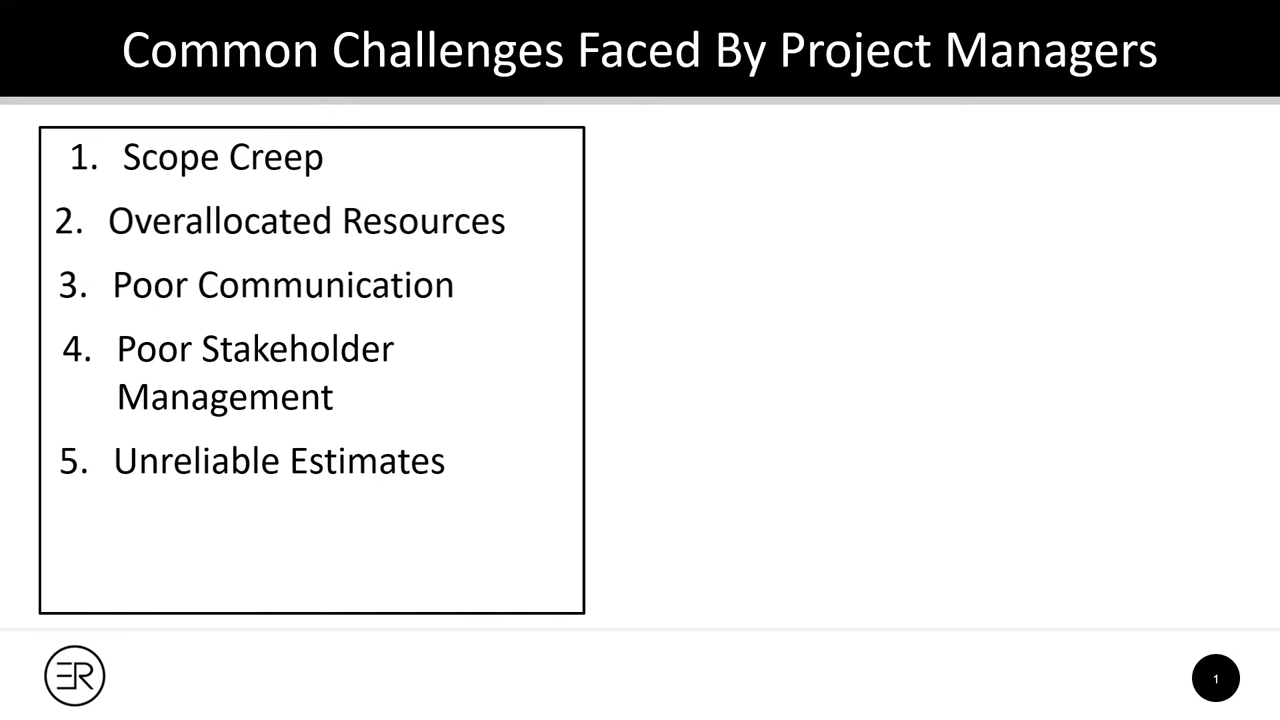 Common Challenges Faced By Project Managers
1. Scope Creep
2. Overallocated Resources
3. Poor Communication
4. Poor Stakeholder
Management
5. Unreliable Estimates
ER
1